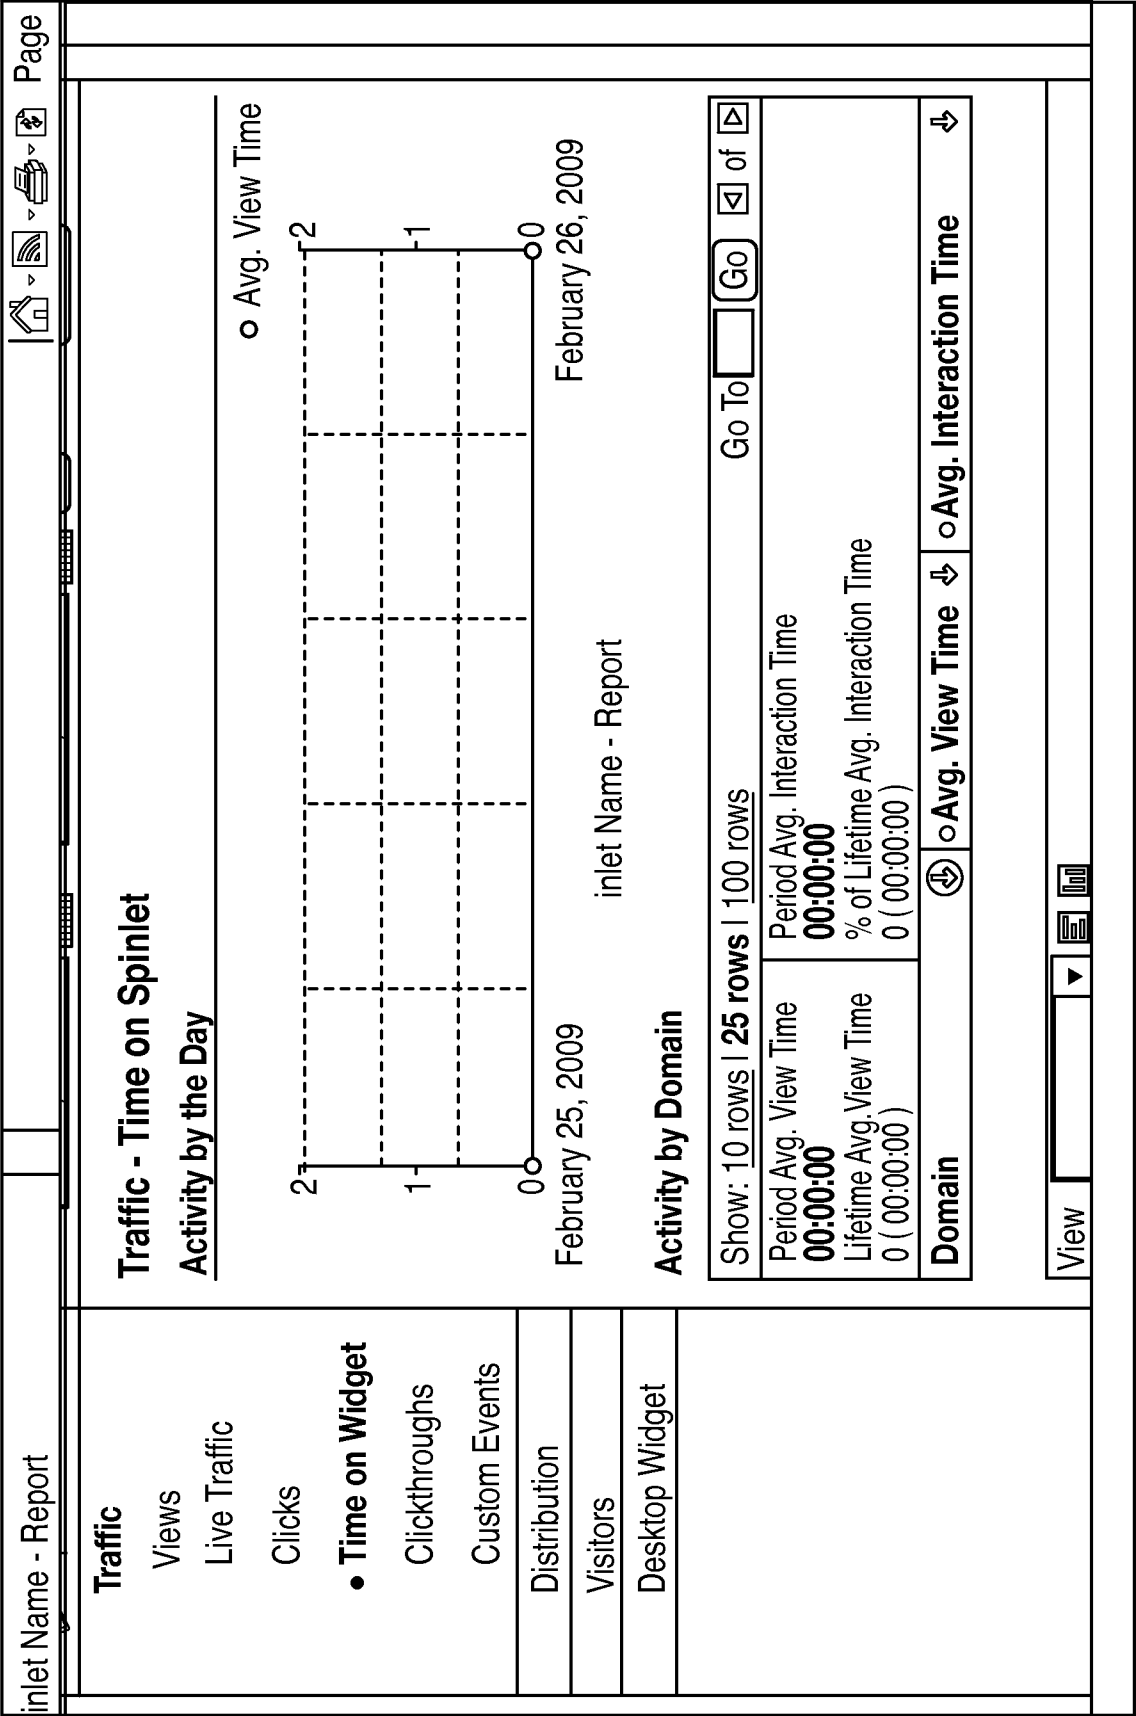 inlet Name - Report
Page
Traffic
Views
Live Traffic
Clicks
• Time on Widget
Clickthroughs
Custom Events
Distribution
Visitors
Desktop Widget
Traffic - Time on Spinlet
Activity by the Day
Avg. View Time
2 2
1 1
0 0
February 25, 2009 February 26, 2009
inlet Name - Report
Activity by Domain
Show: 10 rows | 25 rows | 100 rows Go To Go of
Period Avg. View Time Period Avg. Interaction Time
00:00:00 00:00:00
Lifetime Avg.View Time % of Lifetime Avg. Interaction Time
0 ( 00:00:00 ) 0 ( 00:00:00 )
Domain Avg. View Time Avg. Interaction Time
View